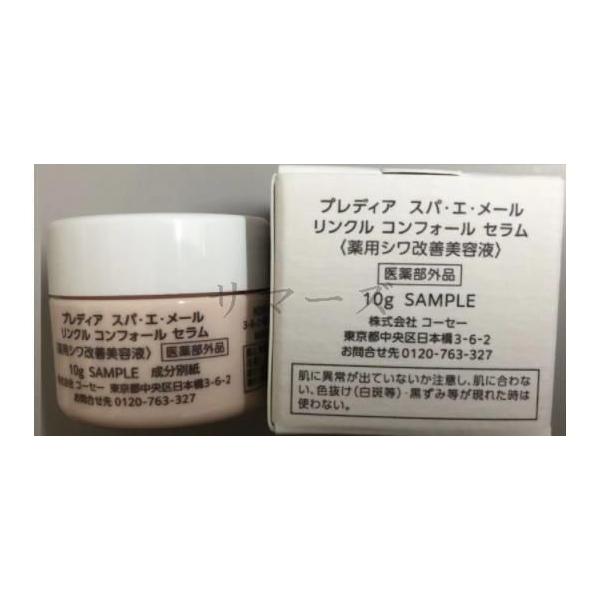 プレディア スパ・エ・メール
リンクル コンフォール セラム
〈薬用シワ改善美容液〉
医薬部外品
10g SAMPLE
株式会社 コーセー
東京都中央区日本橋3-6-2
お問合せ先 0120-763-327
肌に異常が出ていないか注意し、肌に合わな
い、色抜け(白斑等)・黒ずみ等が現れた時は
使わない。
プレディア スパ・エ・メール
リンクル コンフォール セラム
薬用シワ改善美容液〉 医薬部外品
10g SAMPLE 成分別紙
株式会社 コーセー 東京都中央区日本橋3-6-2
お問合せ先 0120-763-327
リマーズ